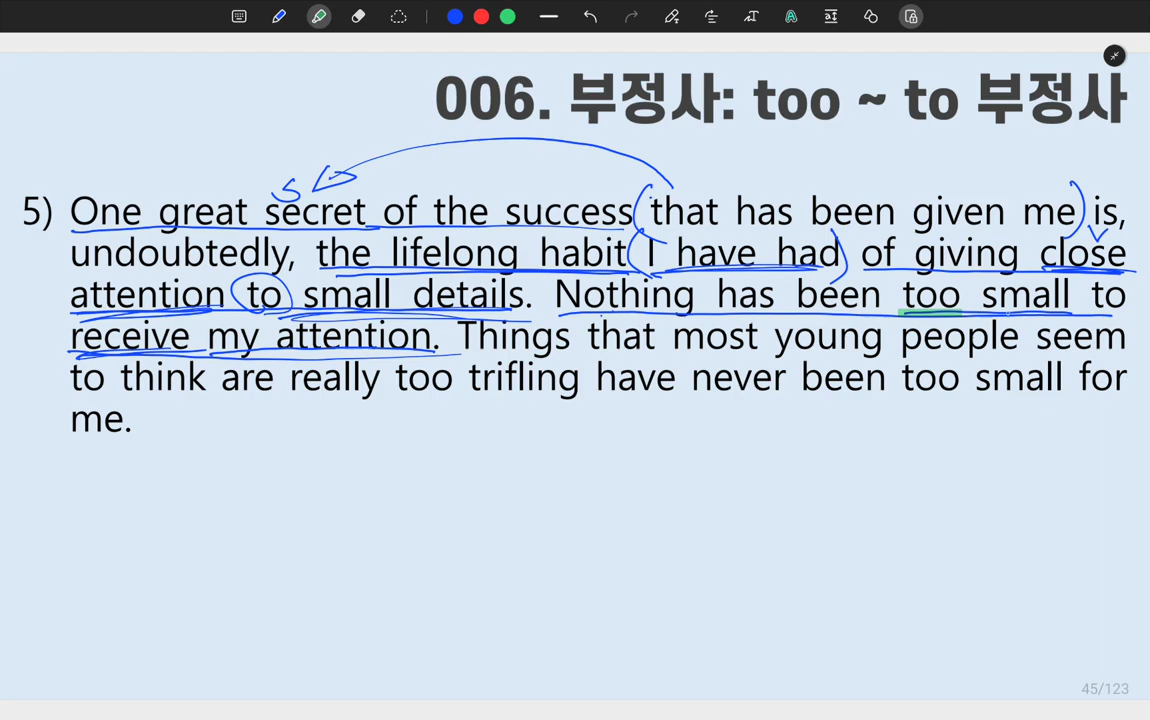 006. 부정사: too ~ to 부정사
S
5) One great secret of the success that has been given me is,
undoubtedly, the lifelong habit I have had of giving close
attention to small details. Nothing has been too small to
receive my attention. Things that most young people seem
to think are really too trifling have never been too small for
me.
45/123